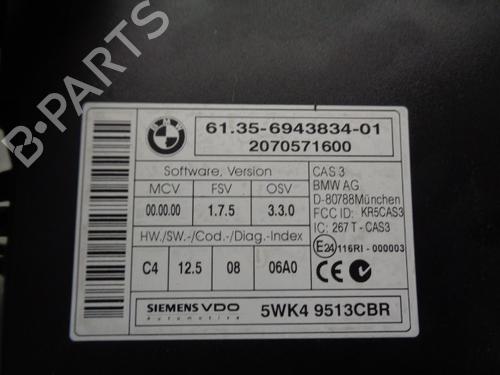 BMW
61.35-6943834-01
2070571600
Software, Version
MCV FSV OSV
00.00.00 1.7.5 3.3.0
HW./SW.-/Cod.-/Diag.-Index
C4 12.5 08 06A0
CAS 3
BMW AG
D-80788München
FCC ID: KR5CAS3
IC: 267 T - CAS3
E24 116RI - 000003
CE
SIEMENS VDO
Automotive
5WK4 9513CBR
B-PARTS